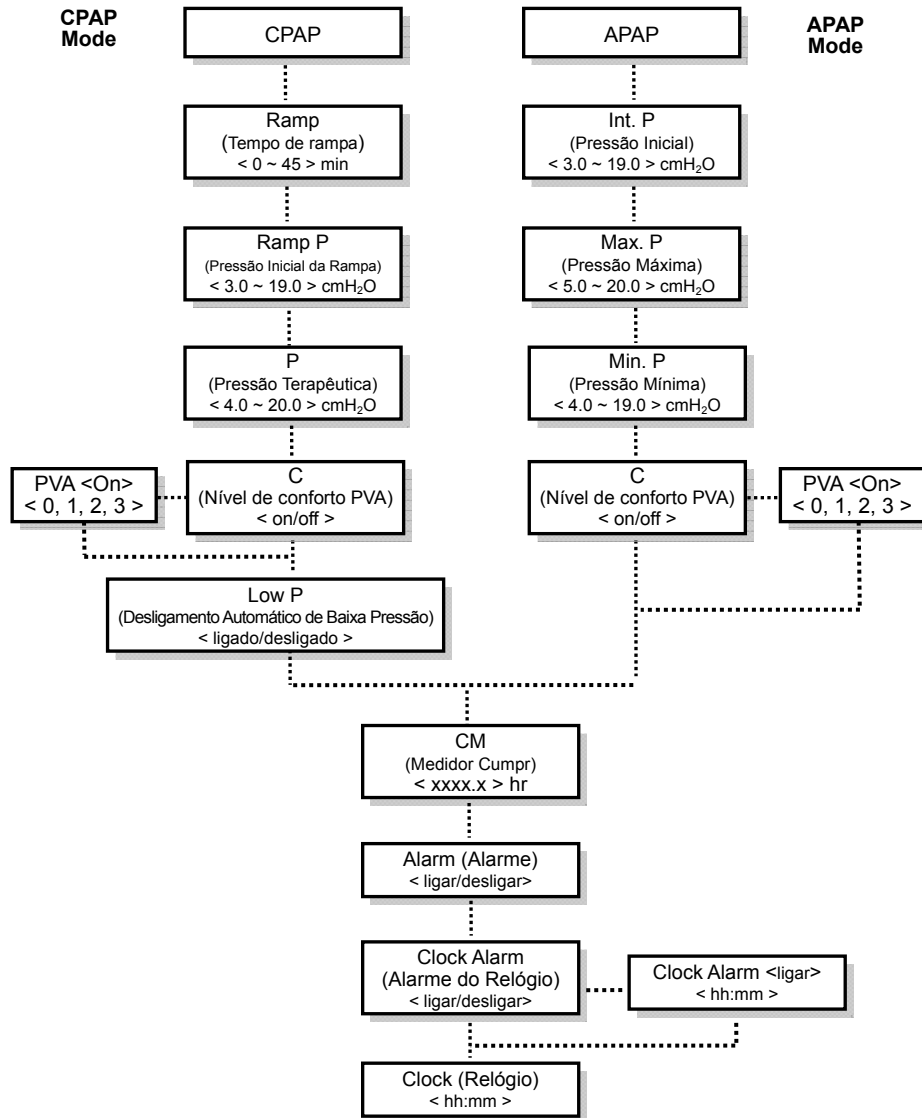 CPAP
Mode
CPAP
Ramp
(Tempo de rampa)
< 0 ~ 45 > min
Ramp P
(Pressão Inicial da Rampa)
< 3.0 ~ 19.0 > cmH₂O
P
(Pressão Terapêutica)
< 4.0 ~ 20.0 > cmH₂O
PVA <On>
< 0, 1, 2, 3 >
C
(Nível de conforto PVA)
< on/off >
Low P
(Desligamento Automático de Baixa Pressão)
< ligado/desligado >
APAP
Mode
APAP
Int. P
(Pressão Inicial)
< 3.0 ~ 19.0 > cmH₂O
Max. P
(Pressão Máxima)
< 5.0 ~ 20.0 > cmH₂O
Min. P
(Pressão Mínima)
< 4.0 ~ 19.0 > cmH₂O
C
(Nível de conforto PVA)
< on/off >
PVA <On>
< 0, 1, 2, 3 >
CM
(Medidor Cumpr)
< xxxx.x > hr
Alarm (Alarme)
< ligar/desligar>
Clock Alarm
(Alarme do Relógio)
< ligar/desligar>
Clock Alarm <ligar>
< hh:mm >
Clock (Relógio)
< hh:mm >